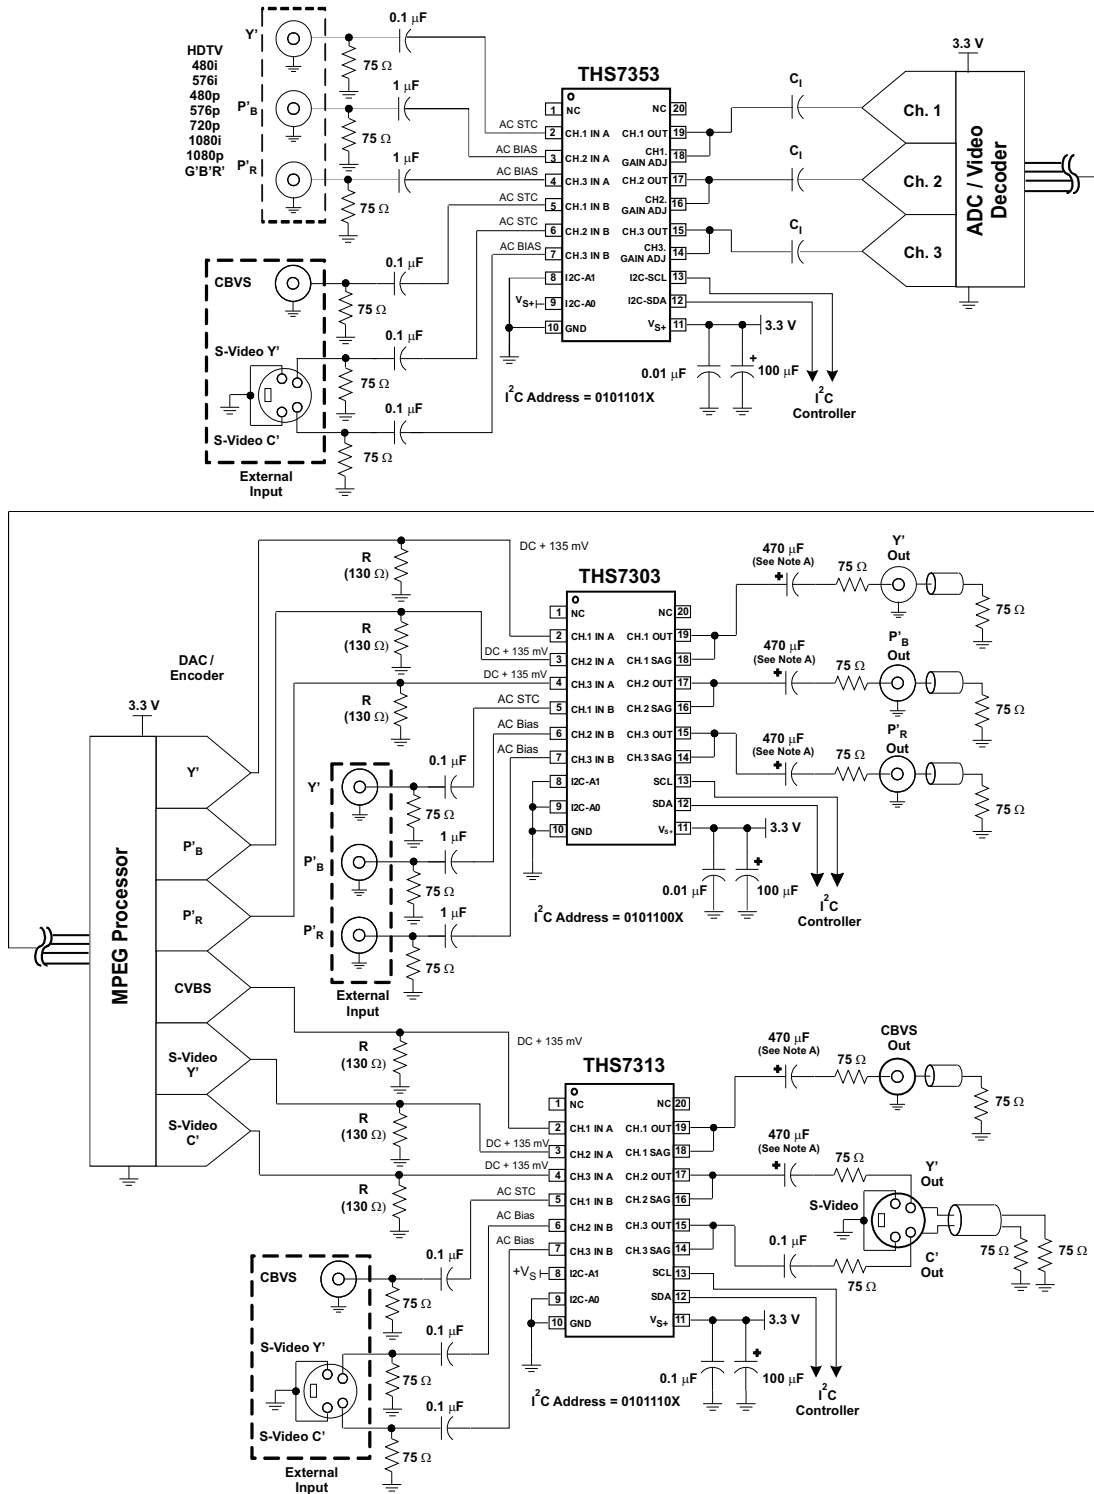 Y'
0.1 μF
75 Ω
HDTV
480i
576i
480p
576p
720p
1080i
1080p
G'B'R'
P'B
1 μF
75 Ω
P'R
1 μF
75 Ω
AC STC
AC BIAS
AC BIAS
AC STC
AC STC
AC BIAS
THS7353
1 NC
2 CH.1 IN A
3 CH.2 IN A
4 CH.3 IN A
5 CH.1 IN B
6 CH.2 IN B
7 CH.3 IN B
8 I2C-A1
VS+ 9 I2C-A0
10 GND
NC 20
CH.1 OUT 19
CH1. GAIN ADJ 18
CH.2 OUT 17
CH2. GAIN ADJ 16
CH.3 OUT 15
CH3. GAIN ADJ 14
I2C-SCL 13
I2C-SDA 12
VS+ 11
3.3 V
0.01 μF
+
100 μF
I2C
Controller
I2C Address = 0101101X
CI
CI
CI
3.3 V
Ch. 1
Ch. 2
Ch. 3
ADC / Video
Decoder
CBVS
0.1 μF
75 Ω
S-Video Y'
0.1 μF
75 Ω
S-Video C'
0.1 μF
75 Ω
External
Input
R
(130 Ω)
DC + 135 mV
R
(130 Ω)
DC + 135 mV
R
(130 Ω)
DC + 135 mV
AC STC
AC Bias
AC Bias
DAC /
Encoder
3.3 V
MPEG Processor
Y'
P'B
P'R
CVBS
S-Video
Y'
S-Video
C'
Y'
0.1 μF
75 Ω
P'B
1 μF
75 Ω
P'R
1 μF
75 Ω
External
Input
THS7303
1 NC
2 CH.1 IN A
3 CH.2 IN A
4 CH.3 IN A
5 CH.1 IN B
6 CH.2 IN B
7 CH.3 IN B
8 I2C-A1
9 I2C-A0
10 GND
NC 20
CH.1 OUT 19
CH.1 SAG 18
CH.2 OUT 17
CH.2 SAG 16
CH.3 OUT 15
CH.3 SAG 14
SCL 13
SDA 12
VS+ 11
3.3 V
0.01 μF
+
100 μF
I2C
Controller
I2C Address = 0101100X
470 μF
(See Note A)
+
75 Ω
Y'
Out
75 Ω
470 μF
(See Note A)
+
75 Ω
P'B
Out
75 Ω
470 μF
(See Note A)
+
75 Ω
P'R
Out
75 Ω
R
(130 Ω)
DC + 135 mV
R
(130 Ω)
DC + 135 mV
R
(130 Ω)
DC + 135 mV
AC STC
AC Bias
AC Bias
THS7313
1 NC
2 CH.1 IN A
3 CH.2 IN A
4 CH.3 IN A
5 CH.1 IN B
6 CH.2 IN B
7 CH.3 IN B
+VS 8 I2C-A1
9 I2C-A0
10 GND
NC 20
CH.1 OUT 19
CH.1 SAG 18
CH.2 OUT 17
CH.2 SAG 16
CH.3 OUT 15
CH.3 SAG 14
SCL 13
SDA 12
VS+ 11
3.3 V
0.1 μF
+
100 μF
I2C
Controller
I2C Address = 0101110X
470 μF
(See Note A)
+
75 Ω
CBVS
Out
75 Ω
470 μF
(See Note A)
+
75 Ω
Y'
Out
S-Video
0.1 μF
75 Ω
C'
Out
75 Ω
75 Ω
CBVS
0.1 μF
75 Ω
S-Video Y'
0.1 μF
75 Ω
S-Video C'
0.1 μF
75 Ω
External
Input